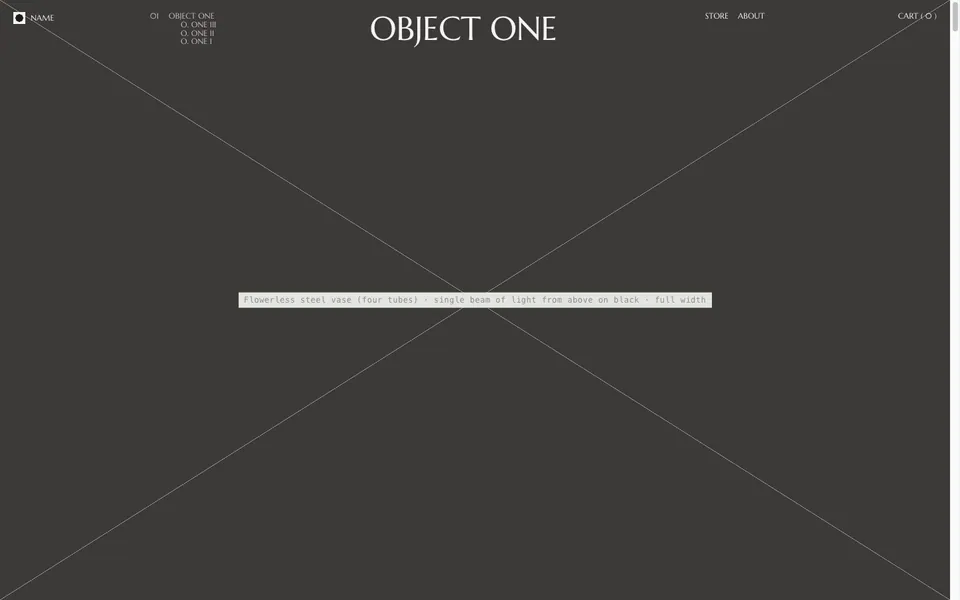 NAME
01 OBJECT ONE
O. ONE III
O. ONE II
O. ONE I
OBJECT ONE
STORE ABOUT
CART ( 0 )
Flowerless steel vase (four tubes) · single beam of light from above on black · full width